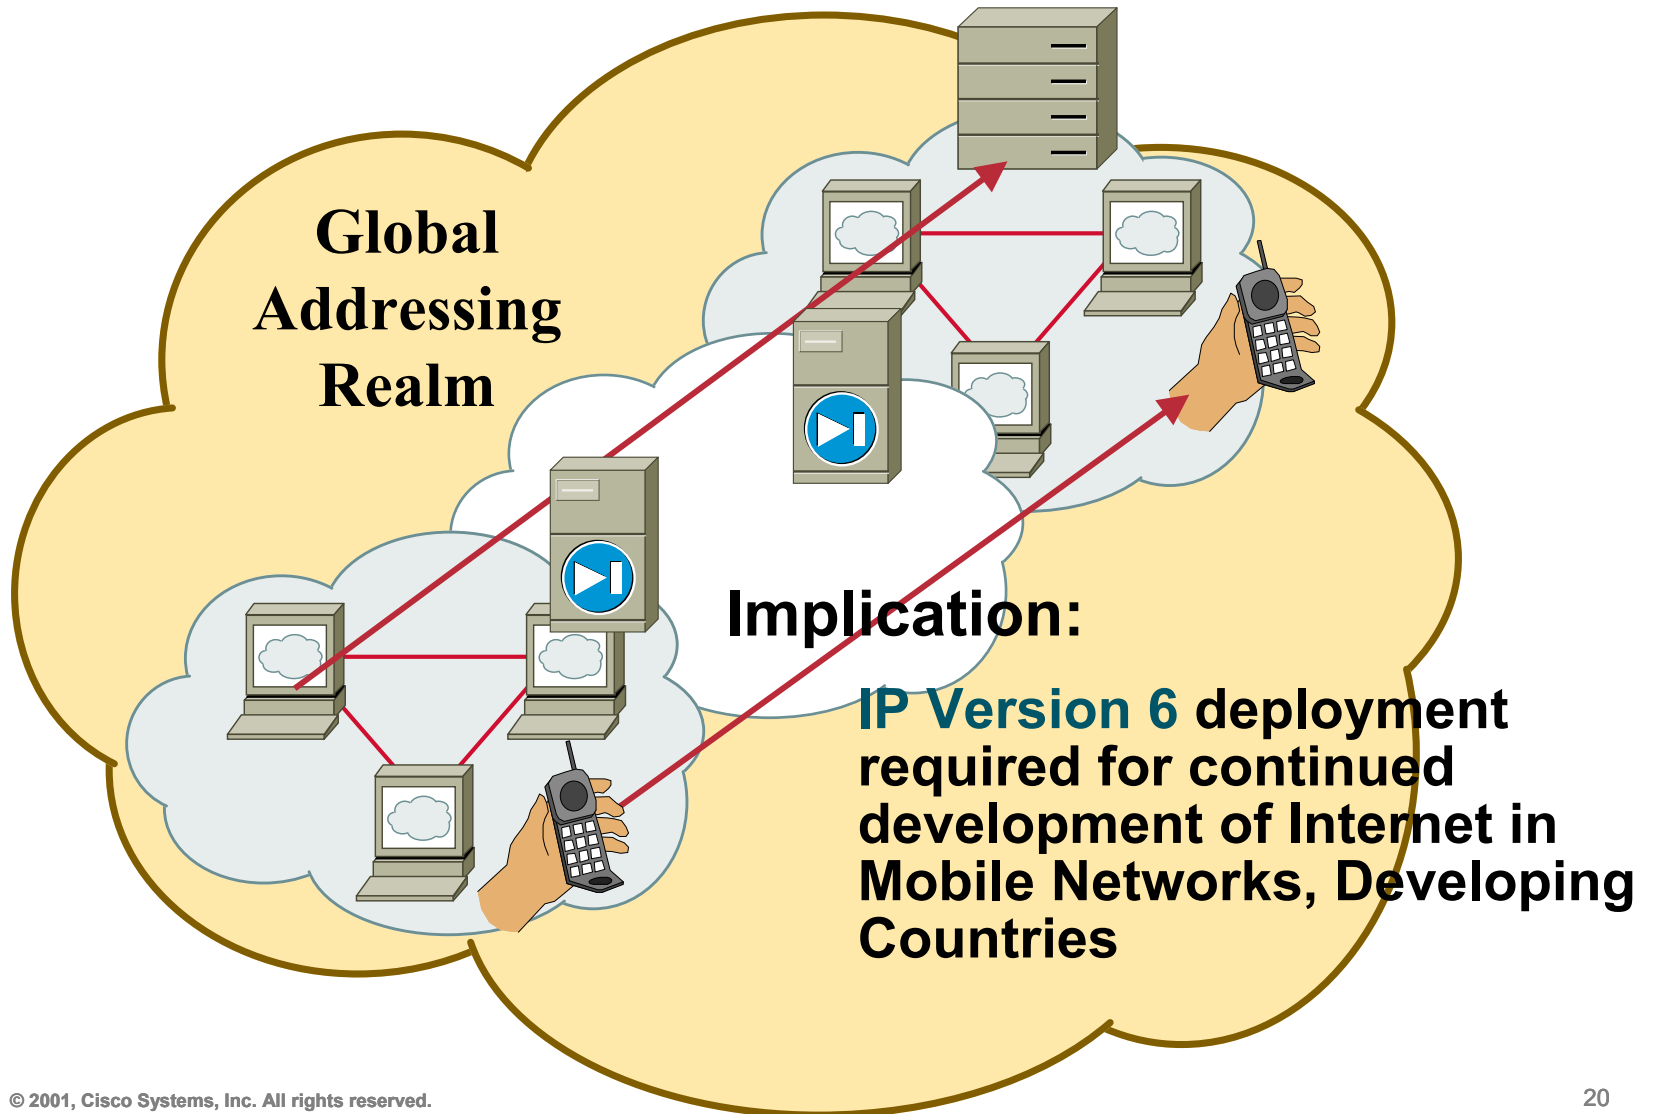 Global
Addressing
Realm
Implication:
IP Version 6 deployment
required for continued
development of Internet in
Mobile Networks, Developing
Countries
© 2001, Cisco Systems, Inc. All rights reserved.
20